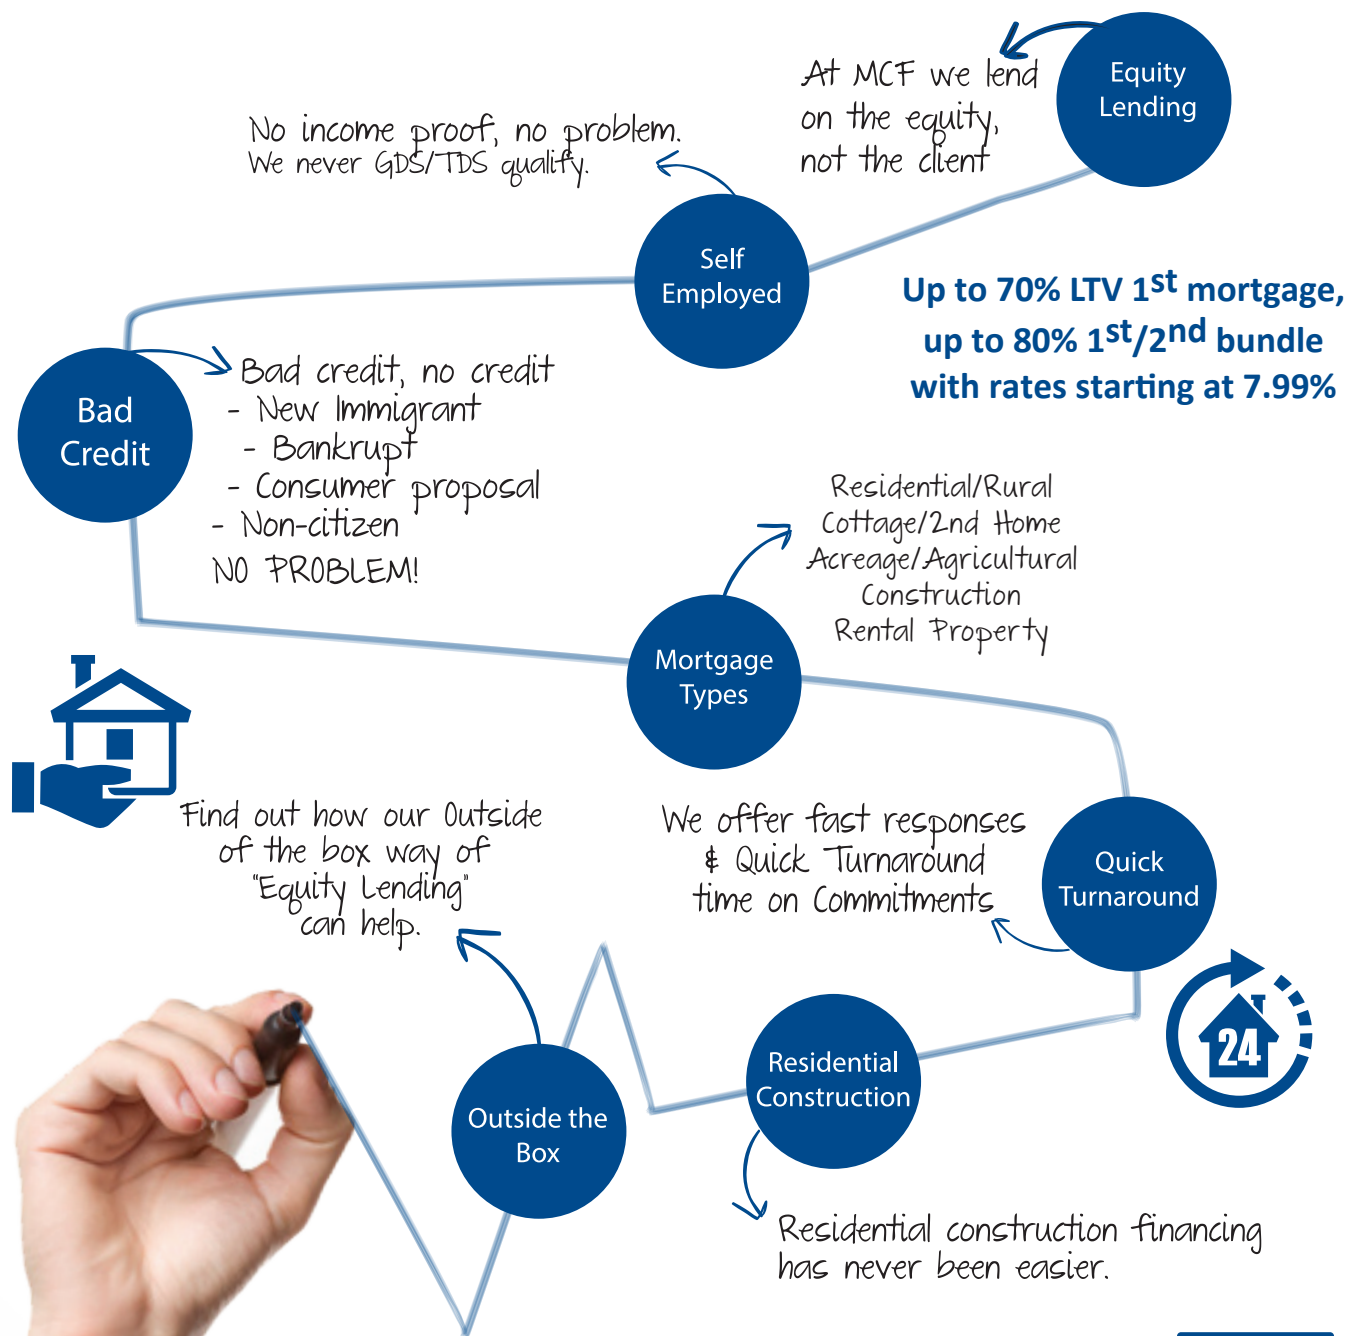 At MCF we lend
on the equity,
not the client
Equity
Lending
No income proof, no problem.
We never GDS/TDS qualify.
Self
Employed
Up to 70% LTV 1st mortgage,
up to 80% 1st/2nd bundle
with rates starting at 7.99%
Bad
Credit
Bad credit, no credit
- New Immigrant
- Bankrupt
- Consumer proposal
- Non-citizen
NO PROBLEM!
Residential/Rural
Cottage/2nd Home
Acreage/Agricultural
Construction
Rental Property
Mortgage
Types
Find out how our Outside
of the box way of
"Equity Lending"
can help.
We offer fast responses
& Quick Turnaround
time on Commitments
Quick
Turnaround
24
Residential
Construction
Outside the
Box
Residential construction financing
has never been easier.